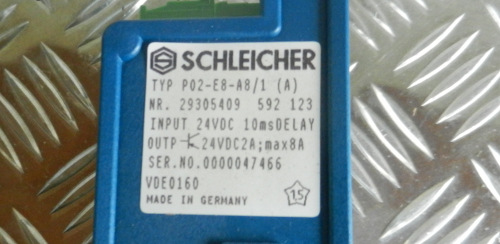 SCHLEICHER
TYP P02-E8-A8/1 (A)
NR. 29305409 592 123
INPUT 24VDC 10msDELAY
OUTP 24VDC2A;max8A
SER.NO.0000047466
VDE0160
MADE IN GERMANY
15